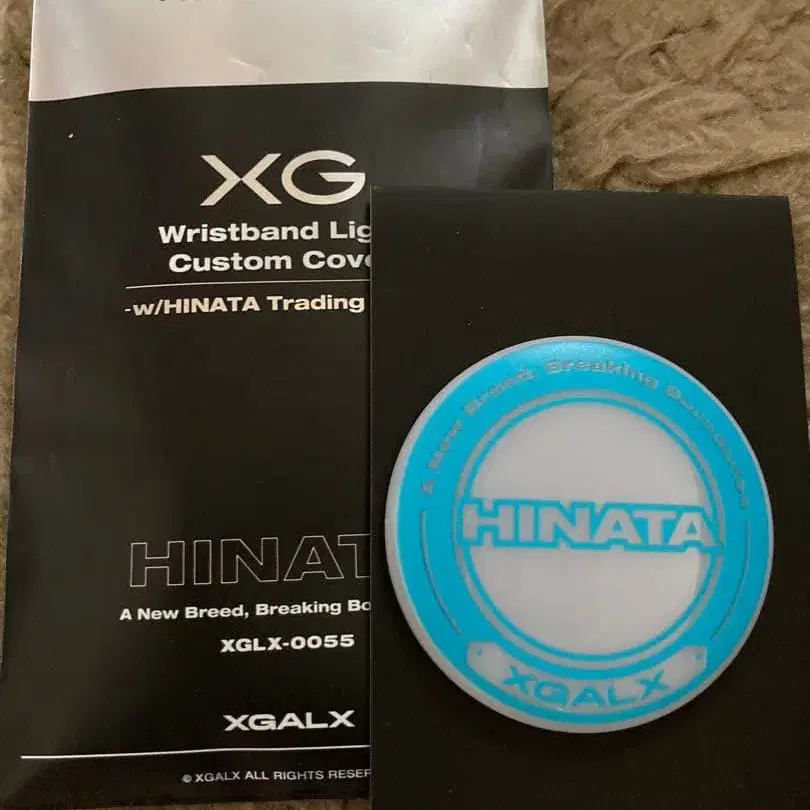 XG
Wristband Lig
Custom Cov
-w/HINATA Trading
HINAT
A New Breed, Breaking Bo
XGLX-0055
XGALX
© XGALX ALL RIGHTS RESER
A New Breed, Breaking Boundaries
HINATA
XGALX